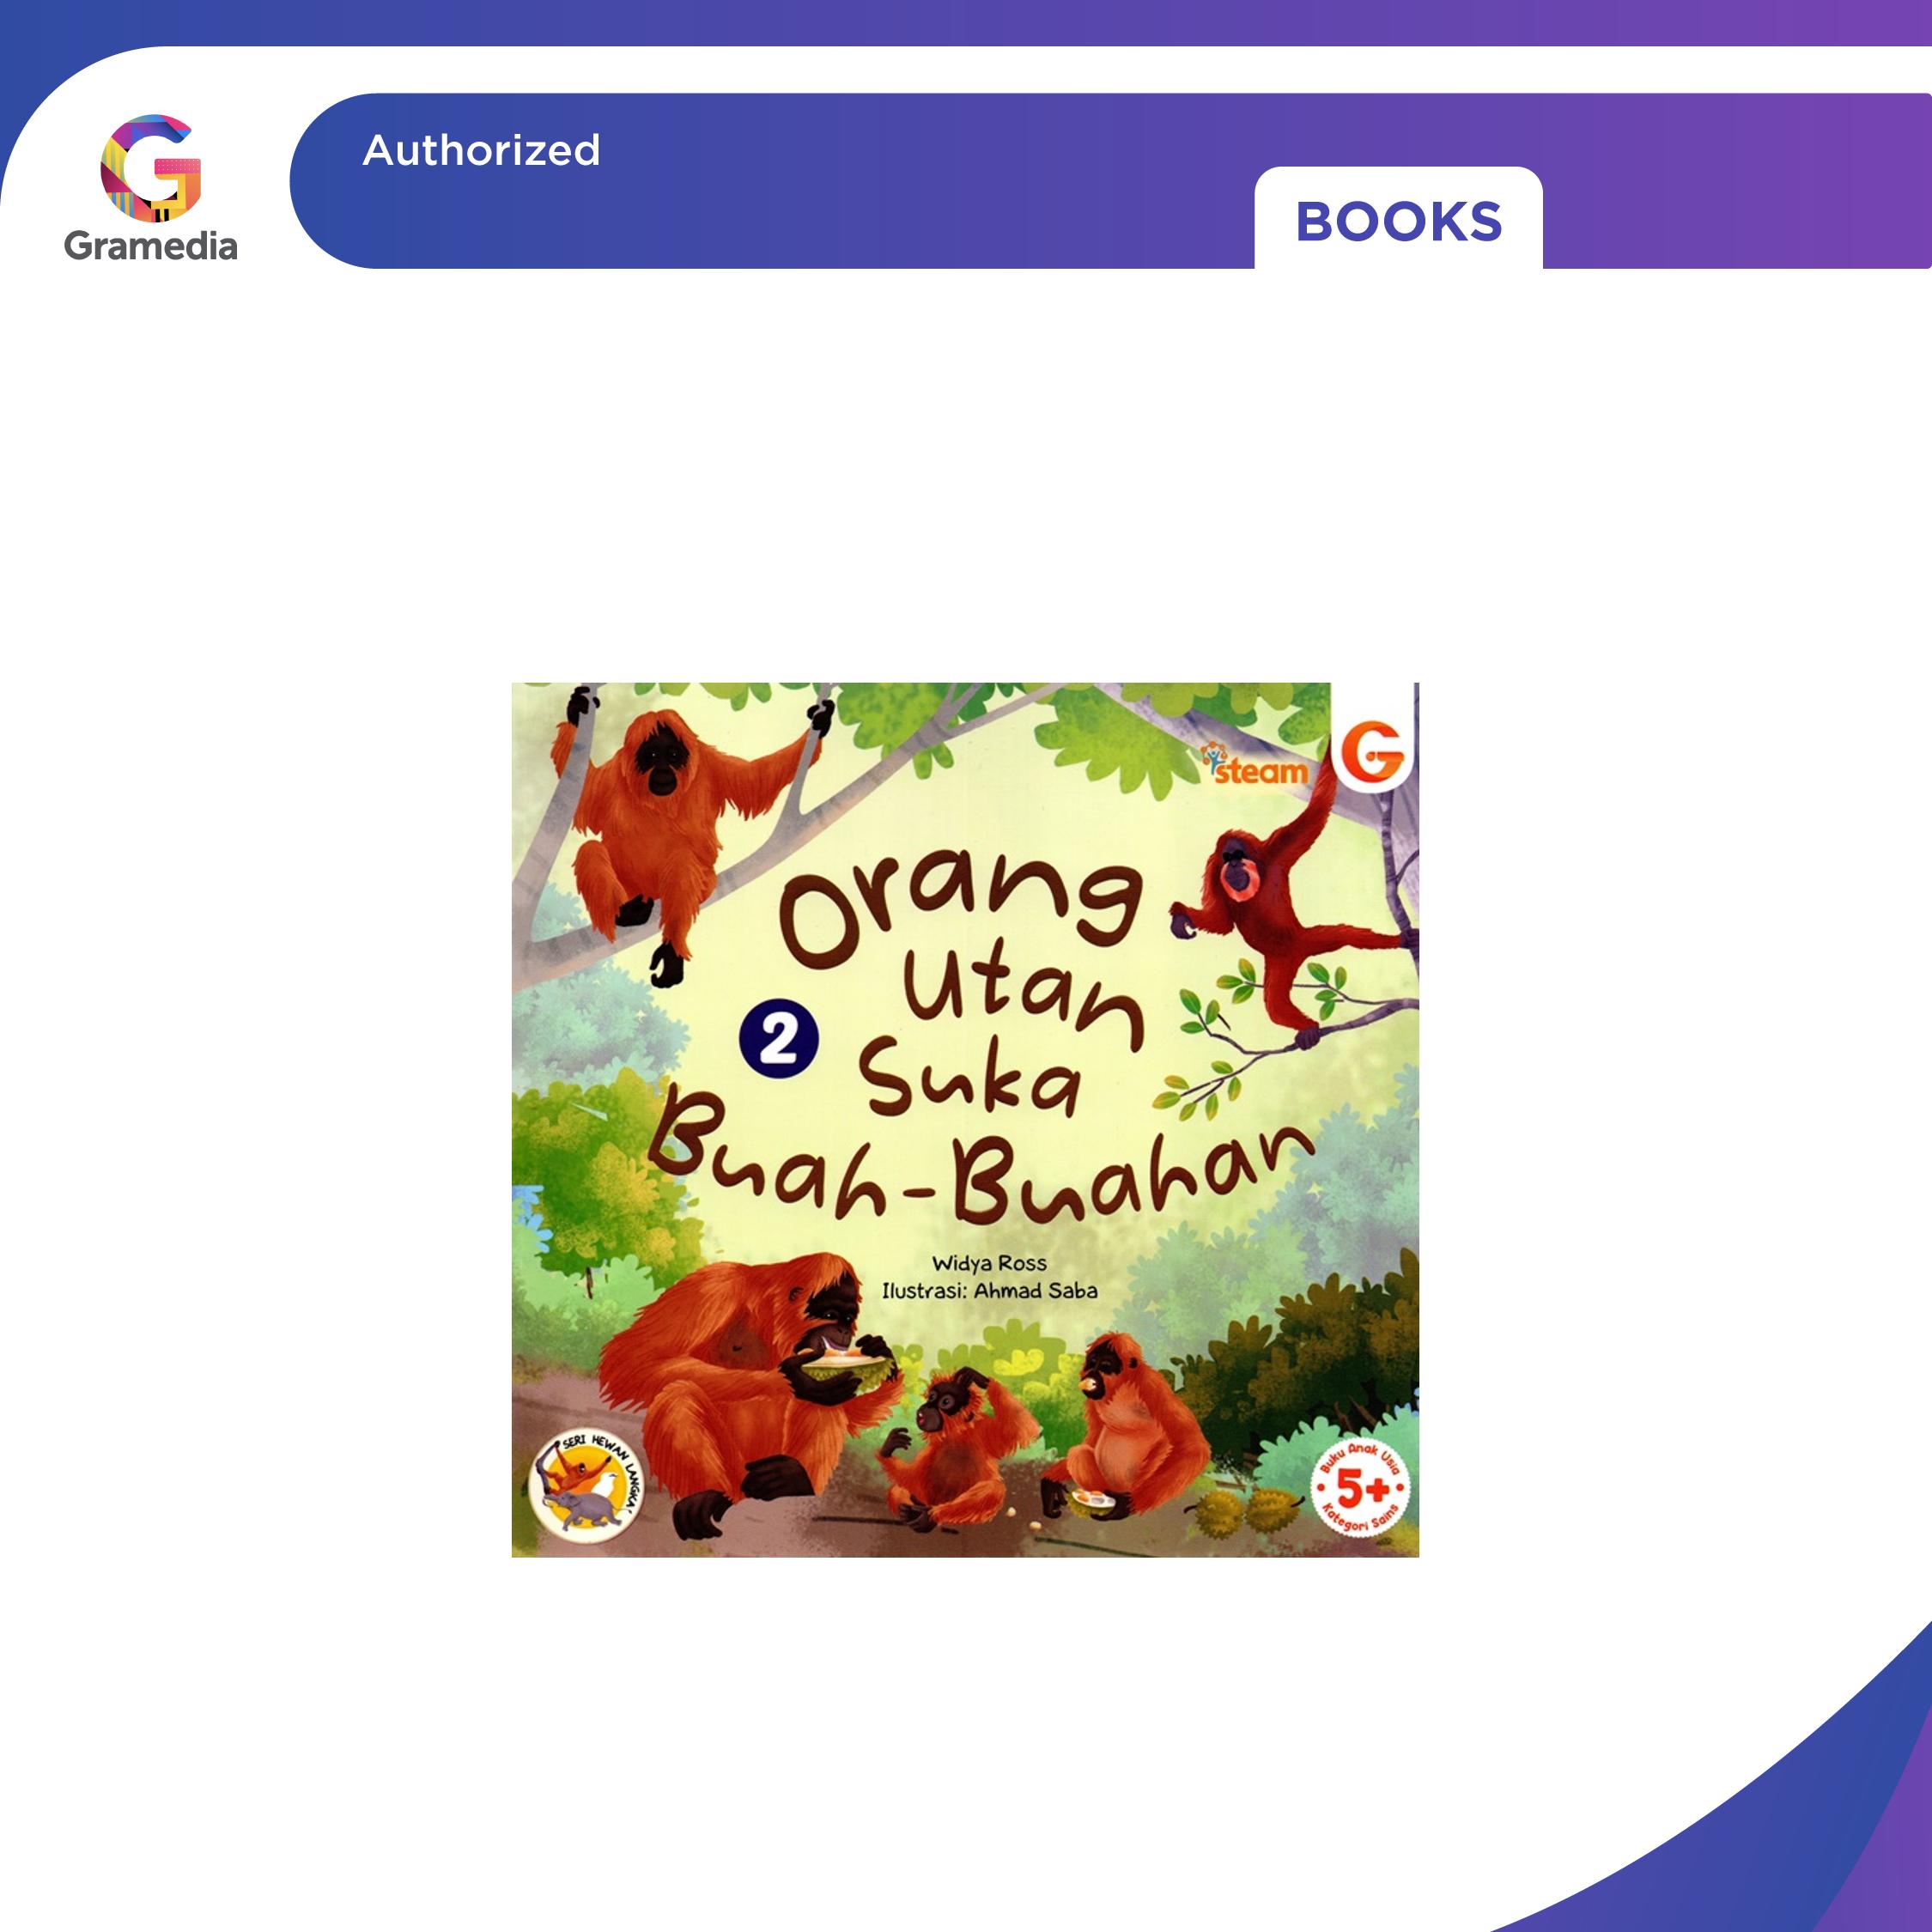 Gramedia
Authorized
BOOKS
steam
G
Orang
Utan
2
Suka
Buah-Buahan
Widya Ross
Ilustrasi: Ahmad Saba
SERI HEWAN LANGKA
Buku Anak Usia
5+
Kategori Sains